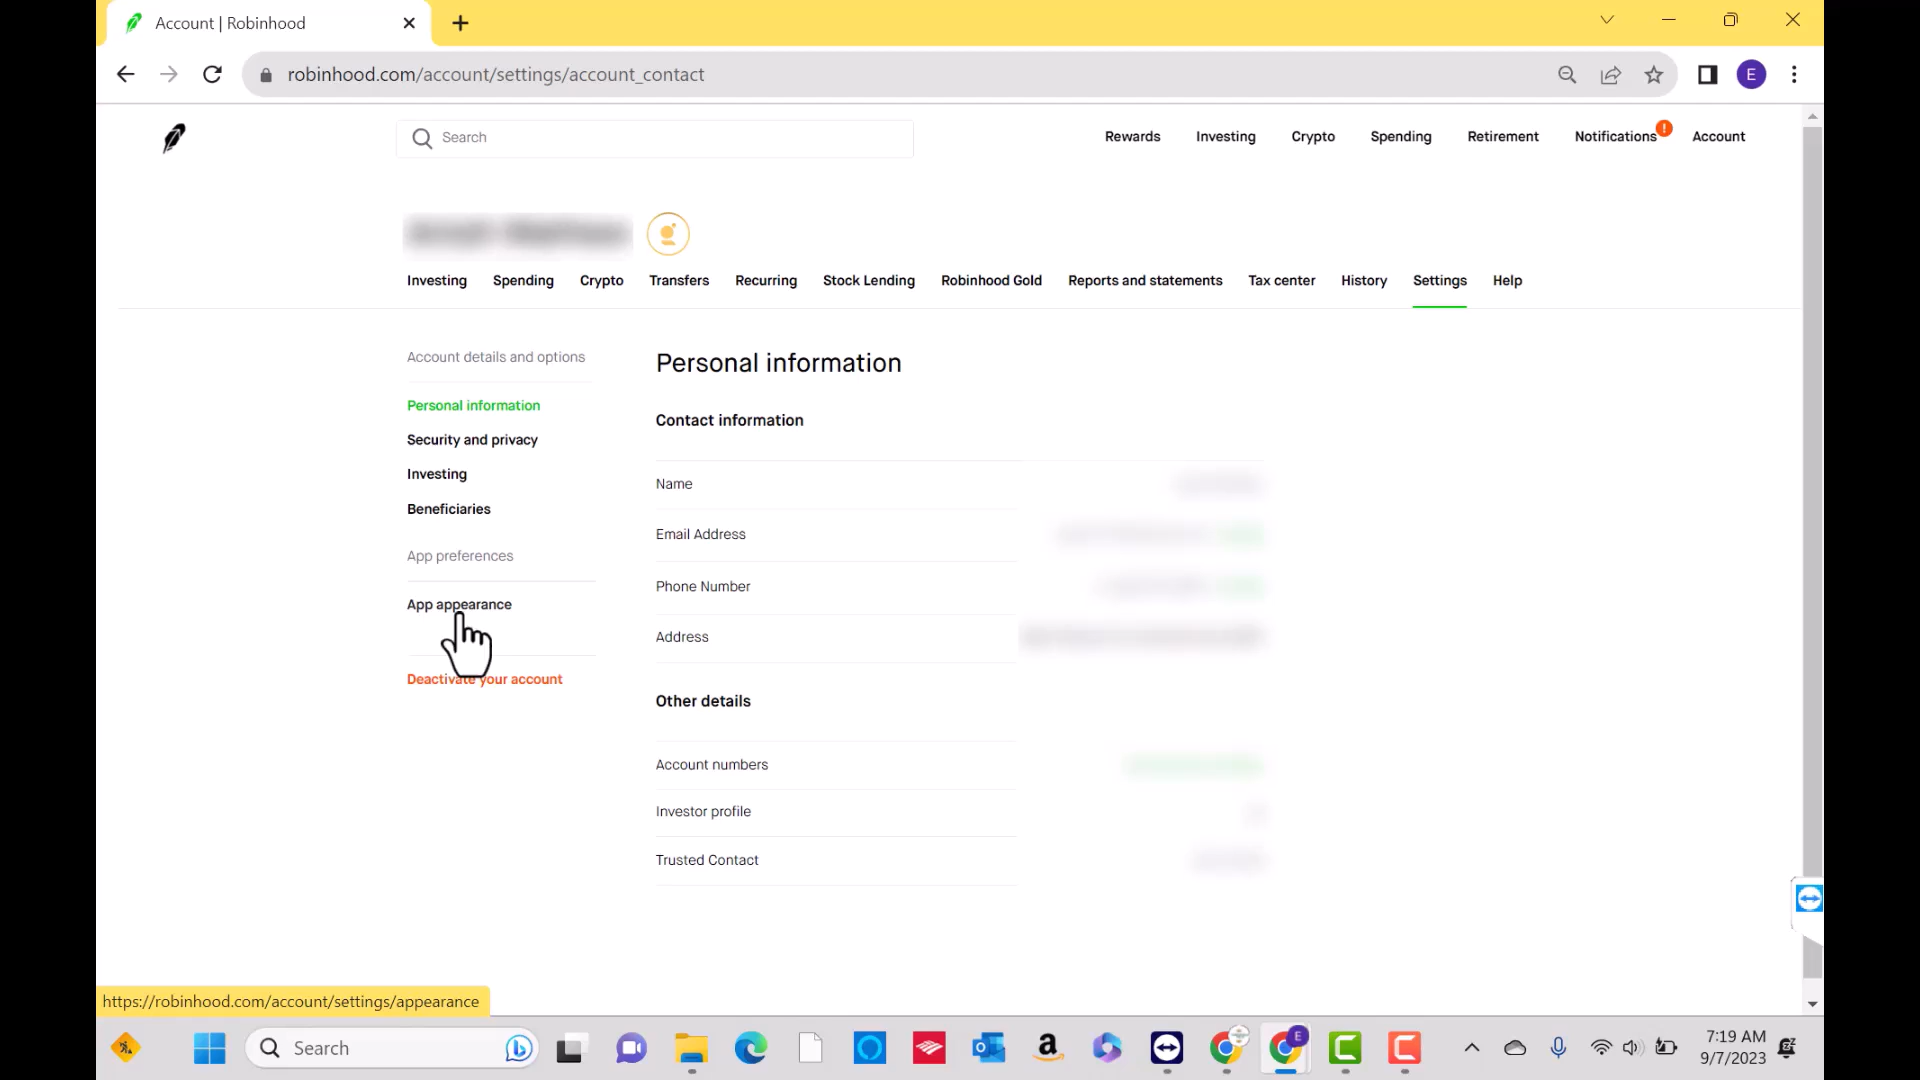 Account | Robinhood
robinhood.com/account/settings/account_contact
E
Search
Rewards
Investing
Crypto
Spending
Retirement
Notifications
!
Account
Investing
Spending
Crypto
Transfers
Recurring
Stock Lending
Robinhood Gold
Reports and statements
Tax center
History
Settings
Help
Account details and options
Personal information
Security and privacy
Investing
Beneficiaries
App preferences
App appearance
Deactivate your account
Personal information
Contact information
Name
Email Address
Phone Number
Address
Other details
Account numbers
Investor profile
Trusted Contact
https://robinhood.com/account/settings/appearance
Search
E
7:19 AM
9/7/2023